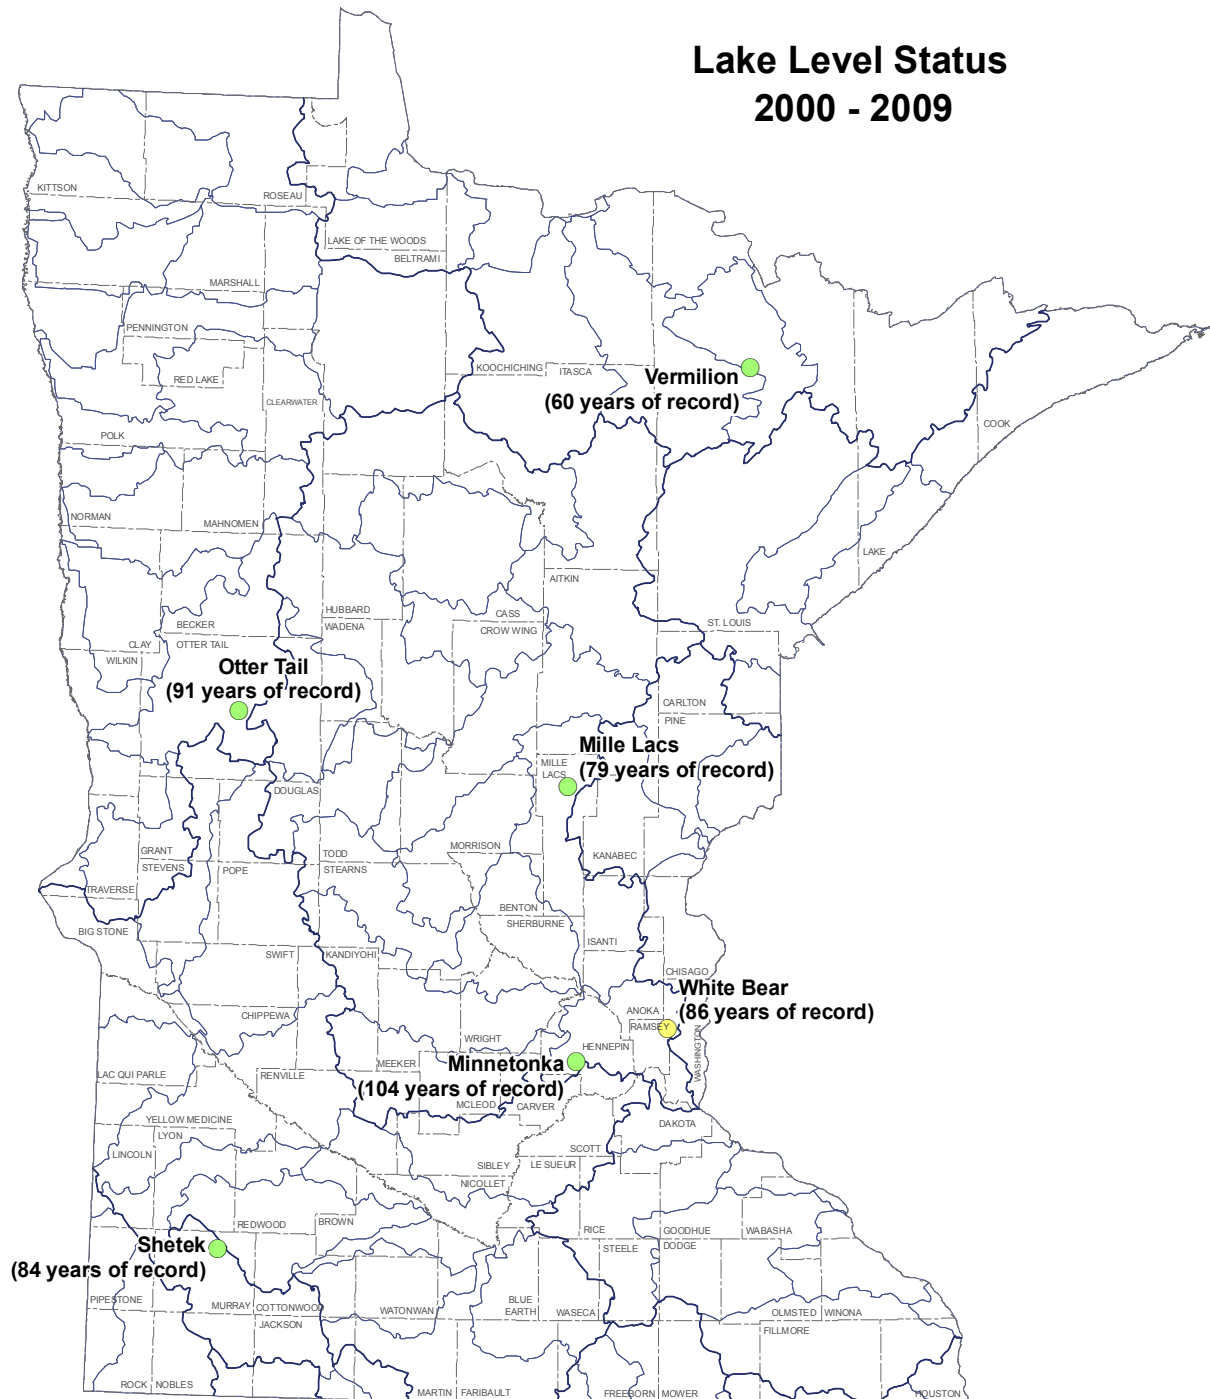 Lake Level Status
2000 - 2009
KITTSON
ROSEAU
LAKE OF THE WOODS
BELTRAMI
MARSHALL
PENNINGTON
RED LAKE
KOOCHICHING
ITASCA
Vermilion
(60 years of record)
CLEARWATER
COOK
POLK
NORMAN
MAHNOMEN
LAKE
AITKIN
HUBBARD
CASS
BECKER
WADENA
CROW WING
ST. LOUIS
CLAY
OTTER TAIL
WILKIN
Otter Tail
(91 years of record)
CARLTON
PINE
Mille Lacs
(79 years of record)
MILLE
LACS
DOUGLAS
GRANT
TODD
MORRISON
KANABEC
STEVENS
POPE
STEARNS
TRAVERSE
BENTON
BIG STONE
SHERBURNE
ISANTI
SWIFT
KANDIYOHI
CHISAGO
White Bear
(86 years of record)
CHIPPEWA
ANOKA
RAMSEY
WRIGHT
HENNEPIN
WASHINGTON
MEEKER
Minnetonka
(104 years of record)
LAC QUI PARLE
RENVILLE
MCLEOD
CARVER
YELLOW MEDICINE
DAKOTA
LYON
LINCOLN
SCOTT
SIBLEY
LE SUEUR
NICOLLET
REDWOOD
BROWN
RICE
GOODHUE
WABASHA
Shetek
(84 years of record)
STEELE
DODGE
PIPESTONE
MURRAY
COTTONWOOD
WATONWAN
BLUE
EARTH
WASECA
OLMSTED
WINONA
JACKSON
FILLMORE
ROCK
NOBLES
MARTIN
FARIBAULT
FREEBORN
MOWER
HOUSTON